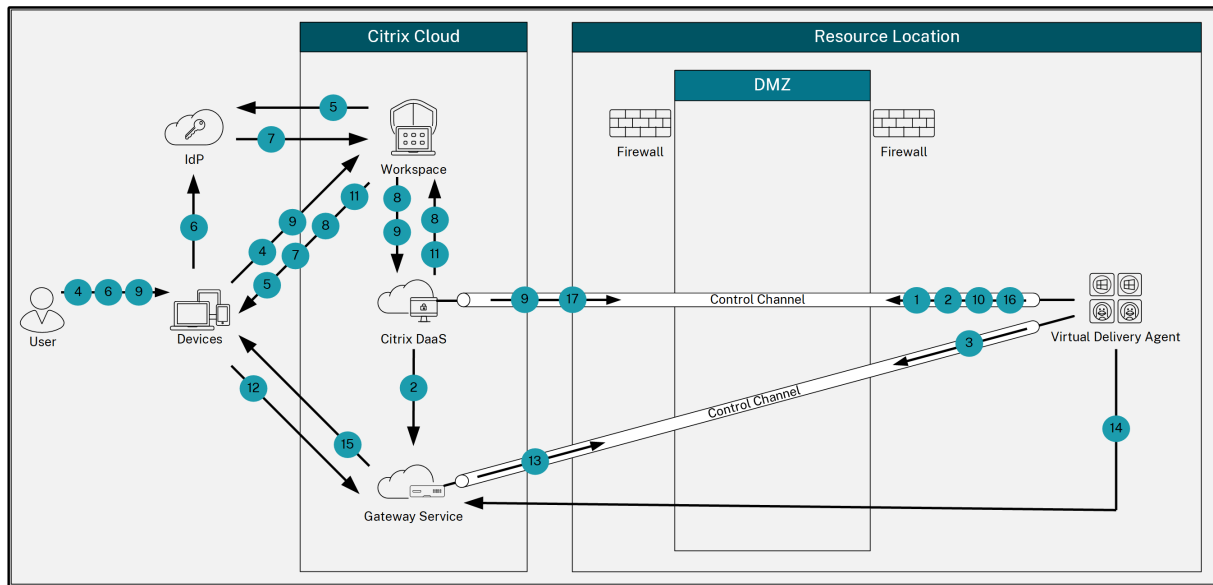 Citrix Cloud
Resource Location
DMZ
5
7
IdP
Workspace
Firewall
Firewall
11
8
9
8
9
8
7
6
4
11
5
4 6 9
User
Devices
Citrix DaaS
9 17
Control Channel
1 2 10 16
Virtual Delivery Agent
3
2
12
Control Channel
14
15
13
Gateway Service